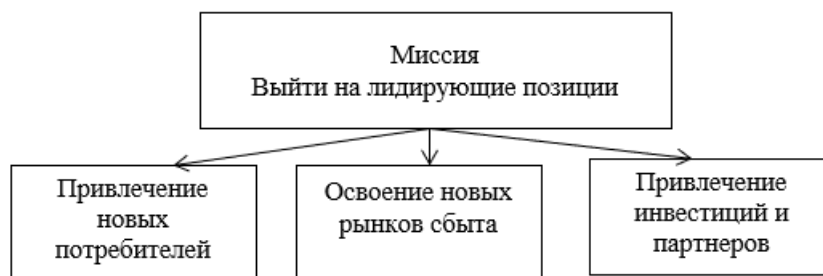 Миссия
Выйти на лидирующие позиции
Привлечение
новых
потребителей
Освоение новых
рынков сбыта
Привлечение
инвестиций и
партнеров